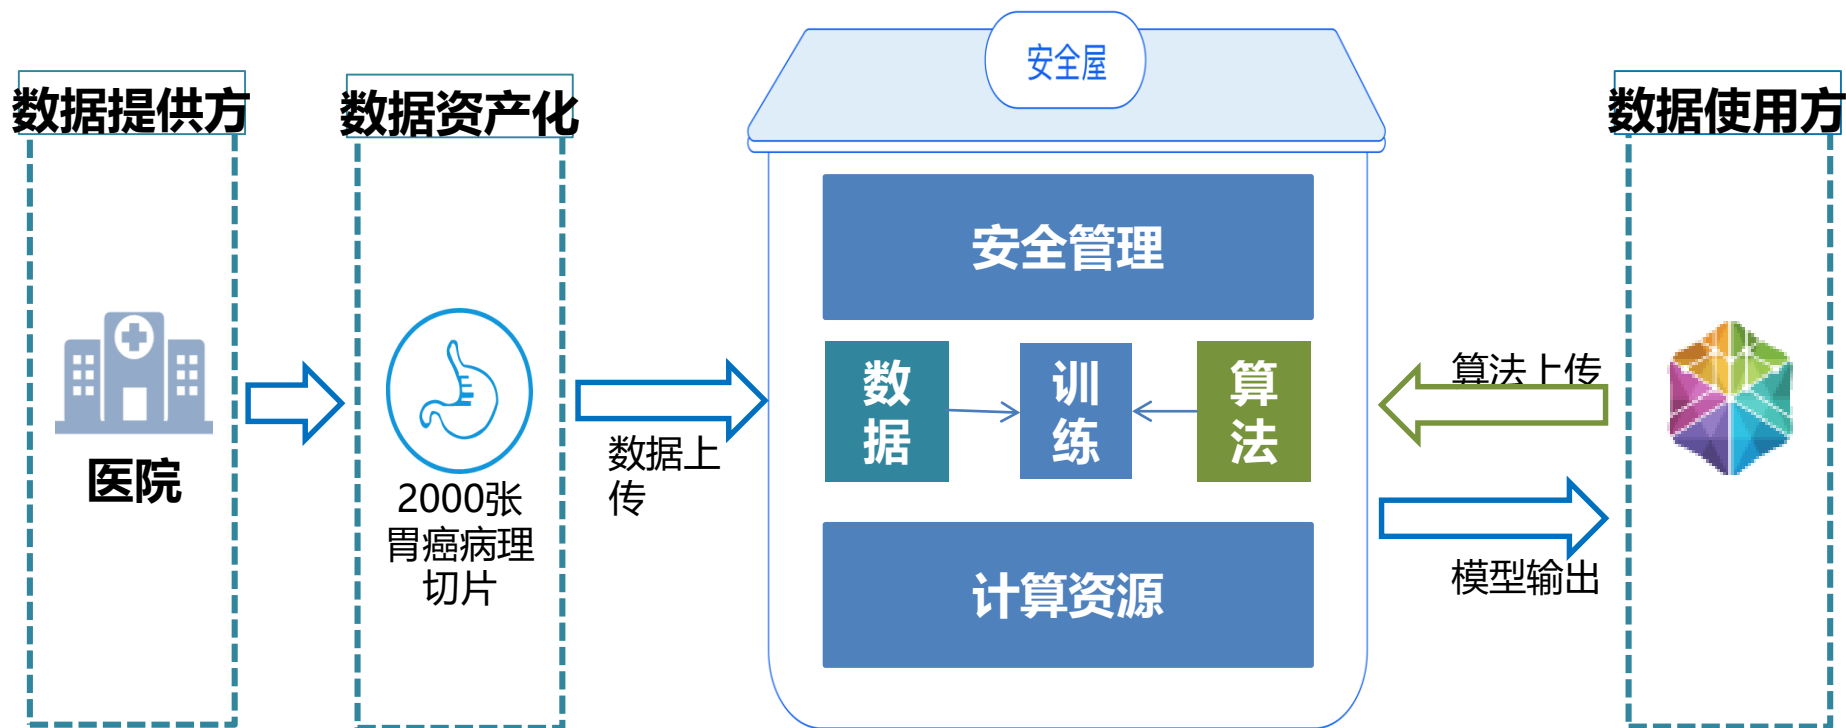 数据提供方
医院
数据资产化
2000张
胃癌病理
切片
数据上
传
安全屋
安全管理
数
据
训
练
算
法
计算资源
算法上传
模型输出
数据使用方